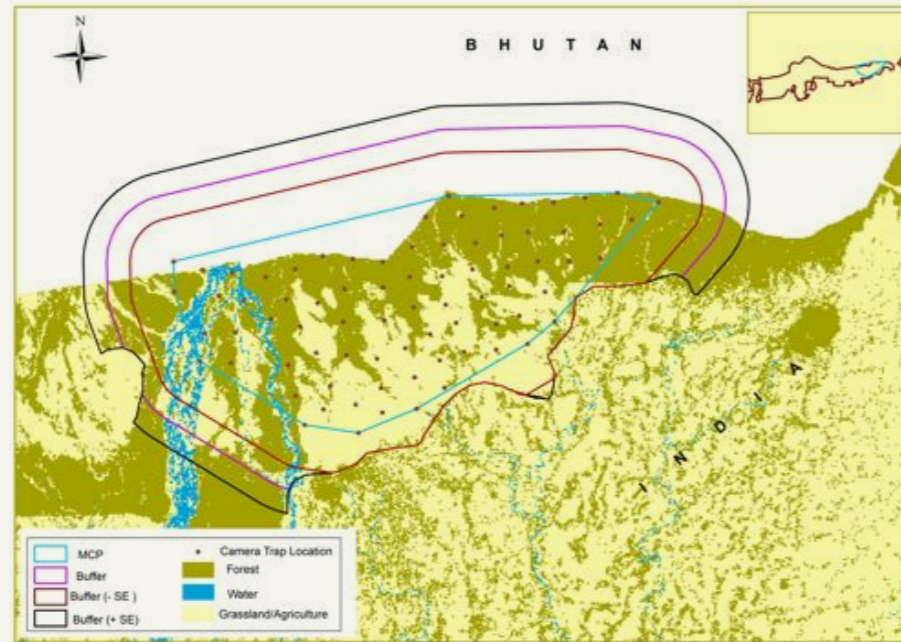 N
B H U T A N
I N D I A
MCP
Buffer
Buffer (- SE )
Buffer (+ SE)
Camera Trap Location
Forest
Water
Grassland/Agriculture